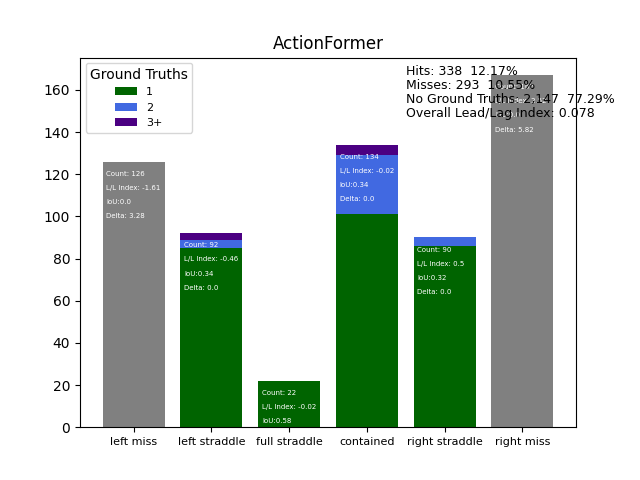 ActionFormer
Ground Truths
1
2
3+
Hits: 338  12.17%
Misses: 293  10.55%
No Ground Truths: 2,147  77.29%
Overall Lead/Lag Index: 0.078
160
140
120
100
80
60
40
20
0
Count: 126
L/L Index: -1.61
IoU:0.0
Delta: 3.28
Count: 92
L/L Index: -0.46
IoU:0.34
Delta: 0.0
Count: 22
L/L Index: -0.02
IoU:0.58
Count: 134
L/L Index: -0.02
IoU:0.34
Delta: 0.0
Count: 90
L/L Index: 0.5
IoU:0.32
Delta: 0.0
Delta: 5.82
left miss
left straddle
full straddle
contained
right straddle
right miss